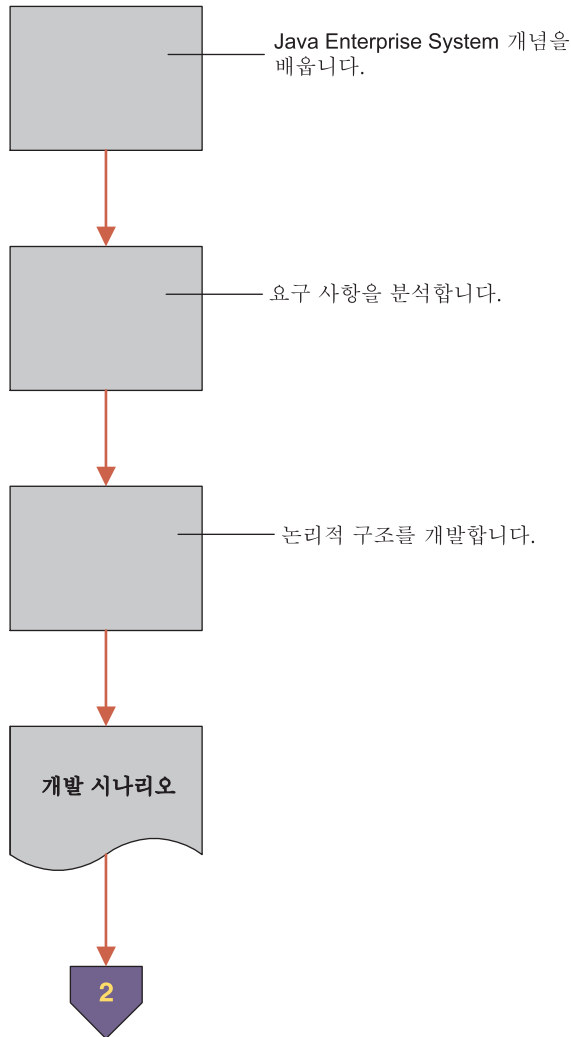 Java Enterprise System 개념을
배웁니다.
요구 사항을 분석합니다.
논리적 구조를 개발합니다.
개발 시나리오
2